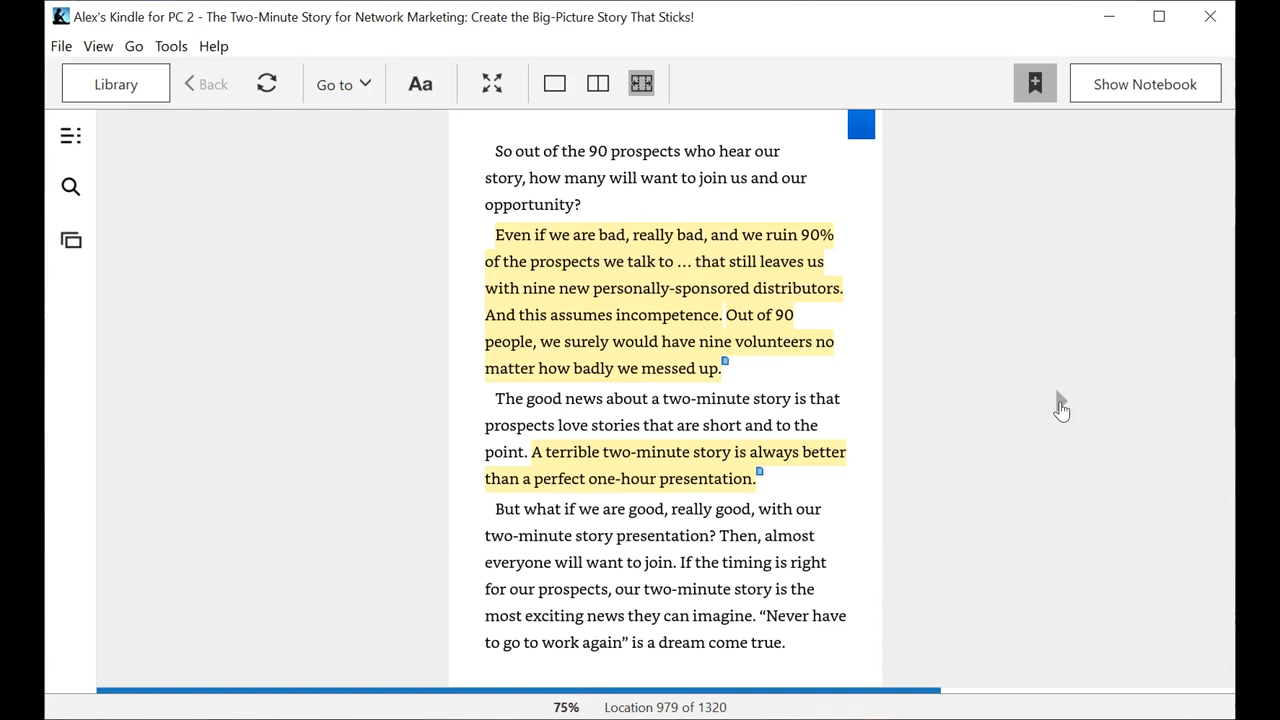 Alex's Kindle for PC 2 - The Two-Minute Story for Network Marketing: Create the Big-Picture Story That Sticks!
File View Go Tools Help
Library Back Go to Aa Show Notebook
So out of the 90 prospects who hear our
story, how many will want to join us and our
opportunity?
Even if we are bad, really bad, and we ruin 90%
of the prospects we talk to … that still leaves us
with nine new personally-sponsored distributors.
And this assumes incompetence. Out of 90
people, we surely would have nine volunteers no
matter how badly we messed up.
The good news about a two-minute story is that
prospects love stories that are short and to the
point. A terrible two-minute story is always better
than a perfect one-hour presentation.
But what if we are good, really good, with our
two-minute story presentation? Then, almost
everyone will want to join. If the timing is right
for our prospects, our two-minute story is the
most exciting news they can imagine. “Never have
to go to work again” is a dream come true.
75% Location 979 of 1320